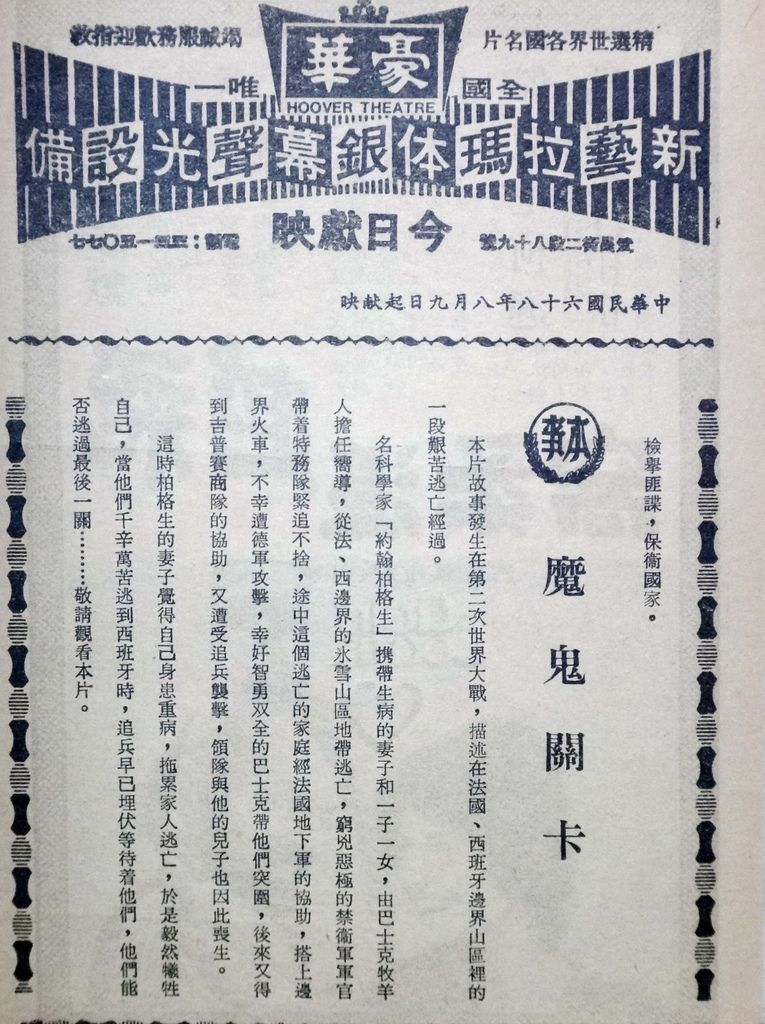 精選世界各國名片
竭誠服務歡迎指教
豪華
HOOVER THEATRE
全國唯一
新藝拉瑪体銀幕聲光設備
今日獻映
武昌街二段八十九號
電話：三四一五〇七七
中華民國六十八年八月九日起献映
檢舉匪諜，保衞國家。
本事
魔鬼關卡
本片故事發生在第二次世界大戰，描述在法國、西班牙邊界山區裡的
一段艱苦逃亡經過。
名科學家「約翰柏格生」携帶生病的妻子和一子一女，由巴士克牧羊
人擔任嚮導，從法、西邊界的氷雪山區地帶逃亡，窮兇惡極的禁衞軍軍官
帶着特務隊緊追不捨，途中這個逃亡的家庭經法國地下軍的協助，搭上邊
界火車，不幸遭德軍攻擊，幸好智勇双全的巴士克帶他們突圍，後來又得
到吉普賽商隊的協助，又遭受追兵襲擊，領隊與他的兒子也因此喪生。
這時柏格生的妻子覺得自己身患重病，拖累家人逃亡，於是毅然犧牲
自己，當他們千辛萬苦逃到西班牙時，追兵早已埋伏等待着他們，他們能
否逃過最後一關………敬請觀看本片。